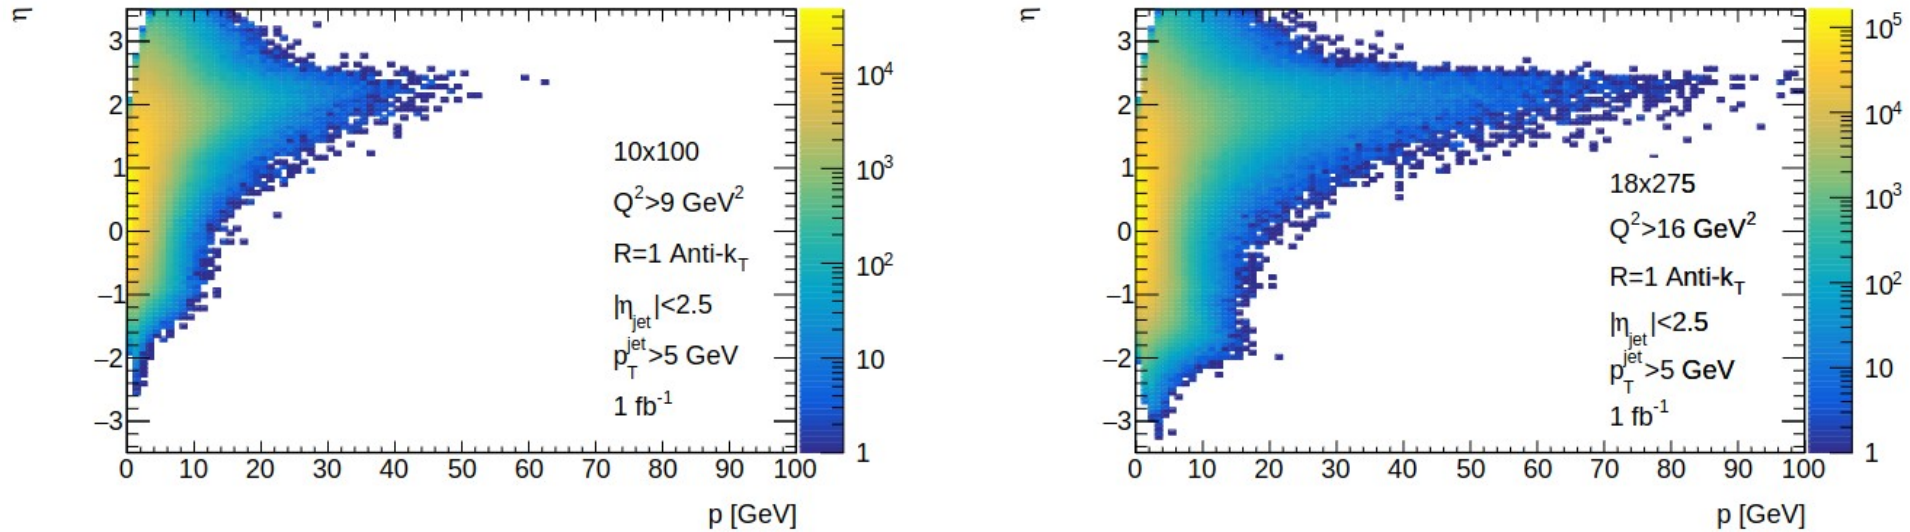 η
3
2
1
0
−1
−2
−3
0 10 20 30 40 50 60 70 80 90 100
p [GeV]
10x100
Q²>9 GeV²
R=1 Anti-k_T
|η_jet|<2.5
p_T^jet>5 GeV
1 fb⁻¹
10⁴
10³
10²
10
1
η
3
2
1
0
−1
−2
−3
0 10 20 30 40 50 60 70 80 90 100
p [GeV]
18x275
Q²>16 GeV²
R=1 Anti-k_T
|η_jet|<2.5
p_T^jet>5 GeV
1 fb⁻¹
10⁵
10⁴
10³
10²
10
1